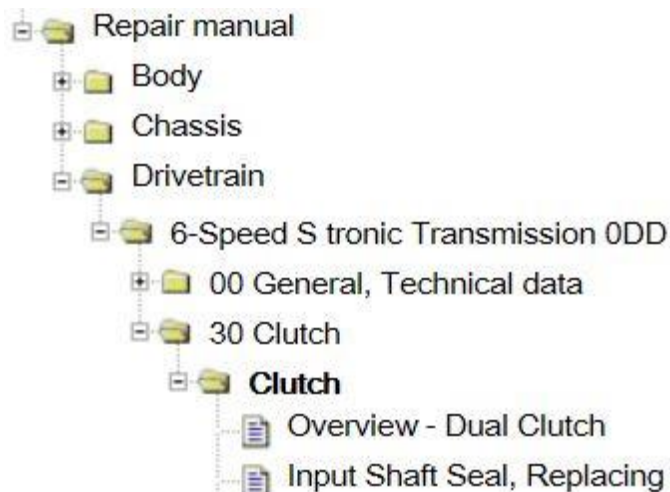 Repair manual
Body
Chassis
Drivetrain
6-Speed S tronic Transmission 0DD
00 General, Technical data
30 Clutch
Clutch
Overview - Dual Clutch
Input Shaft Seal, Replacing